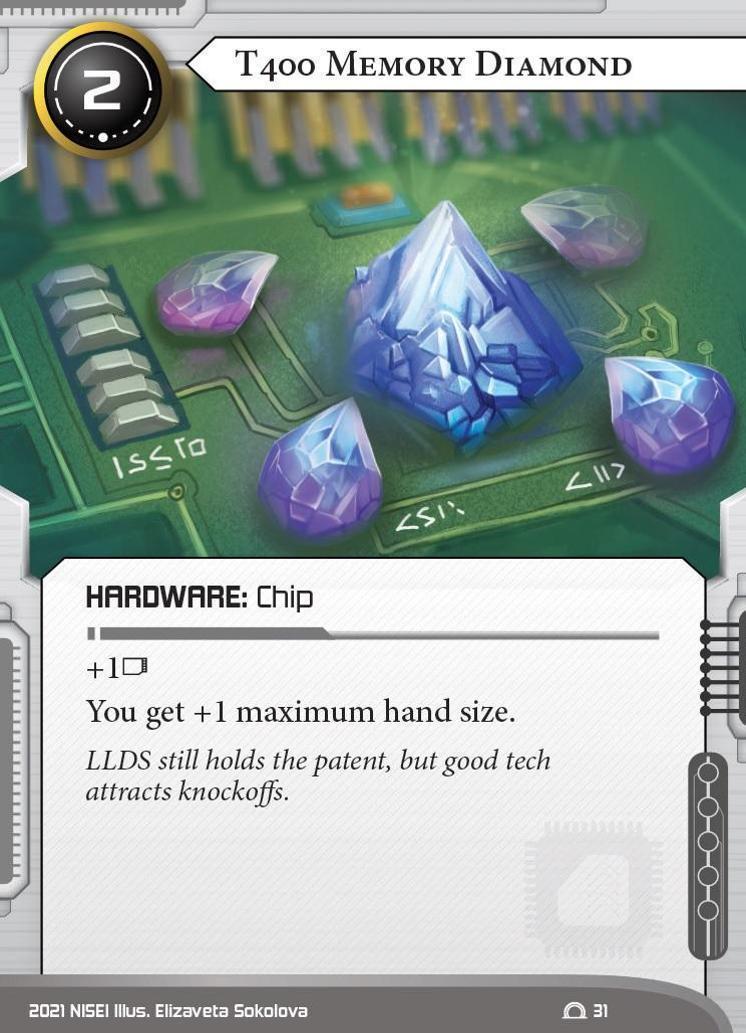 2
T400 Memory Diamond
HARDWARE: Chip
+1
You get +1 maximum hand size.
LLDS still holds the patent, but good tech
attracts knockoffs.
2021 NISEI Illus. Elizaveta Sokolova
31